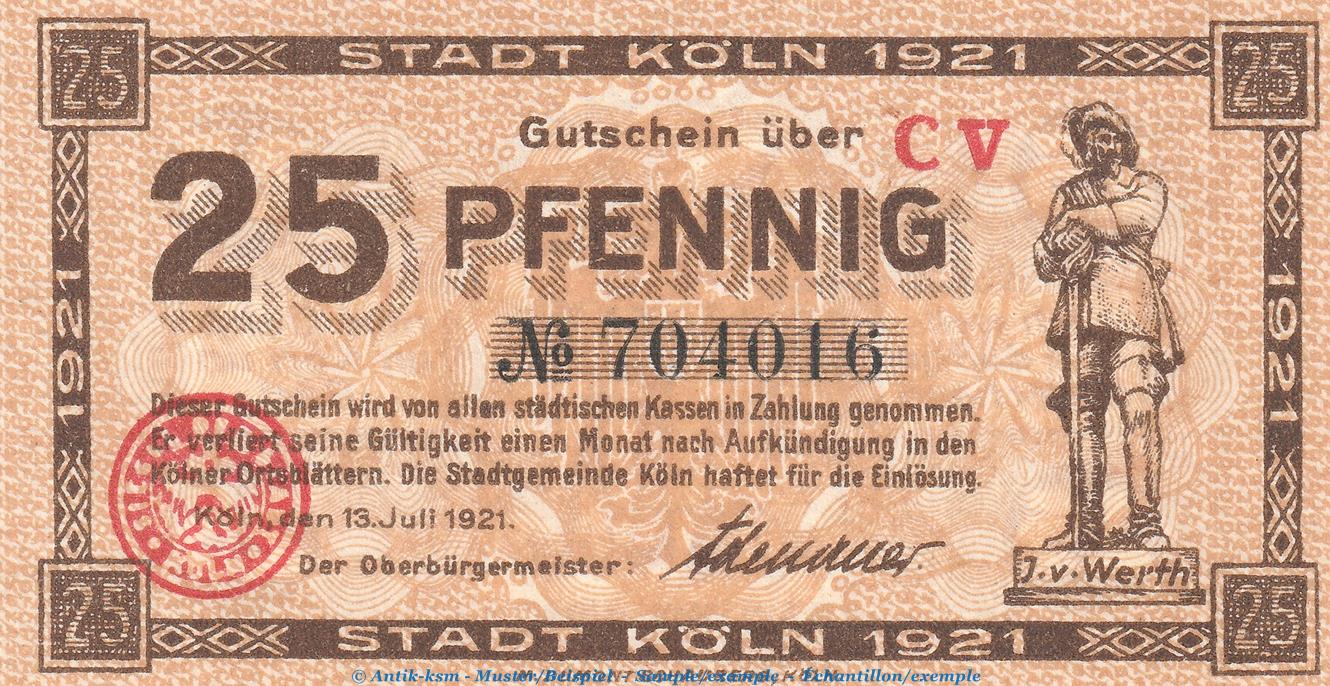 25 STADT KÖLN 1921 25
Gutschein über CV
25 PFENNIG
№ 704016
1921
1921
Dieser Gutschein wird von allen städtischen Kassen in Zahlung genommen.
Er verliert seine Gültigkeit einen Monat nach Aufkündigung in den
Kölner Ortsblättern. Die Stadtgemeinde Köln haftet für die Einlösung.
Köln, den 13. Juli 1921.
Der Oberbürgermeister: Adenauer.
J. v. Werth
25 STADT KÖLN 1921 25
© Antik-ksm - Muster/Beispiel - Sample/exemple - Échantillon/exemple